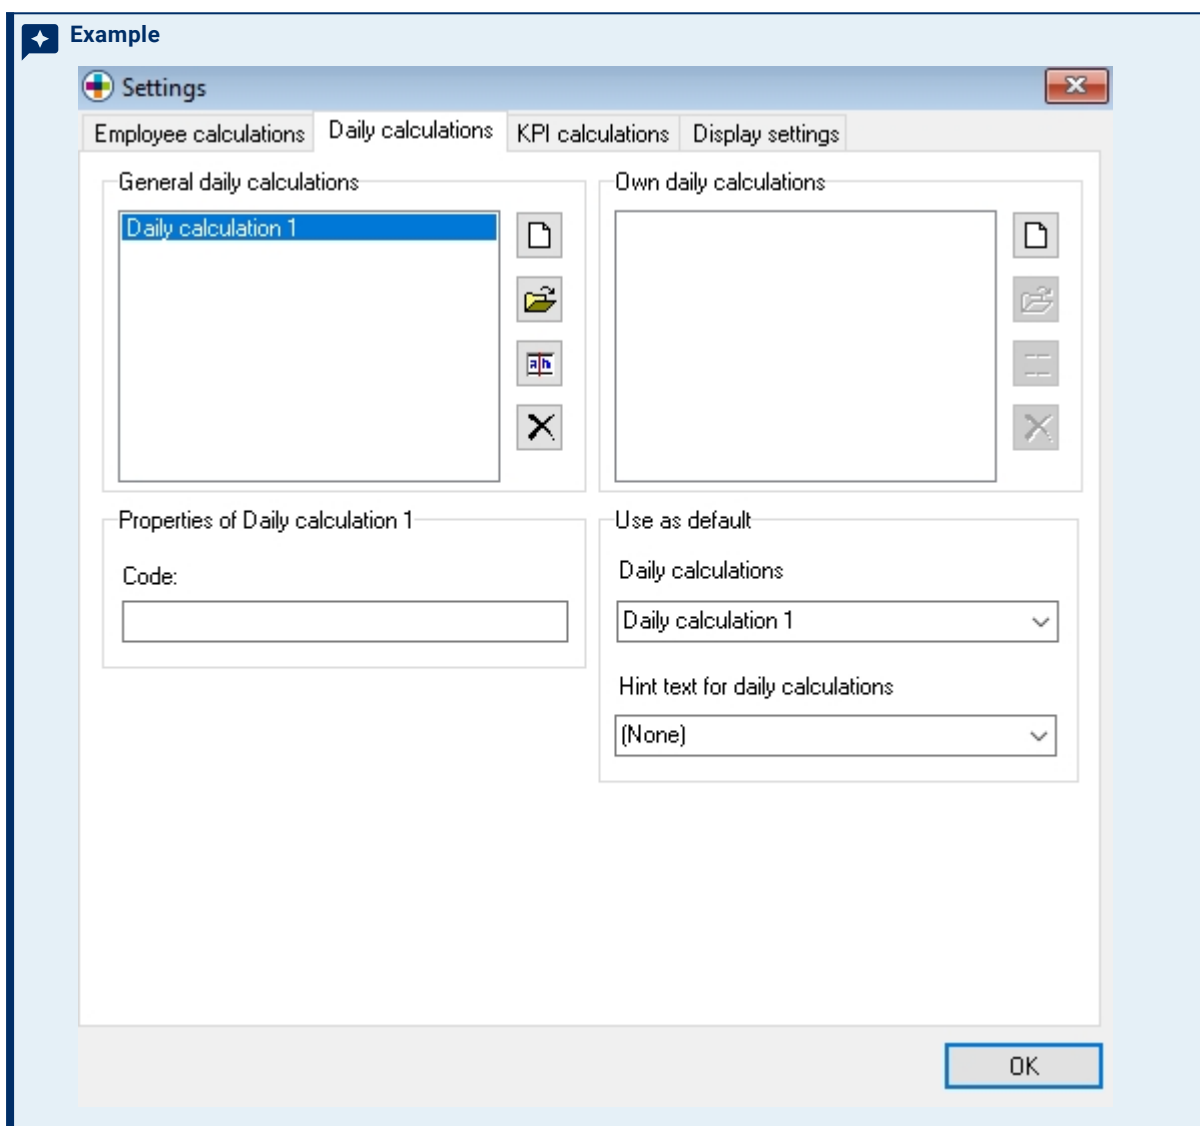 Example
Settings
Employee calculations Daily calculations KPI calculations Display settings
General daily calculations
Daily calculation 1
Own daily calculations
Properties of Daily calculation 1
Code:
Use as default
Daily calculations
Daily calculation 1
Hint text for daily calculations
(None)
OK